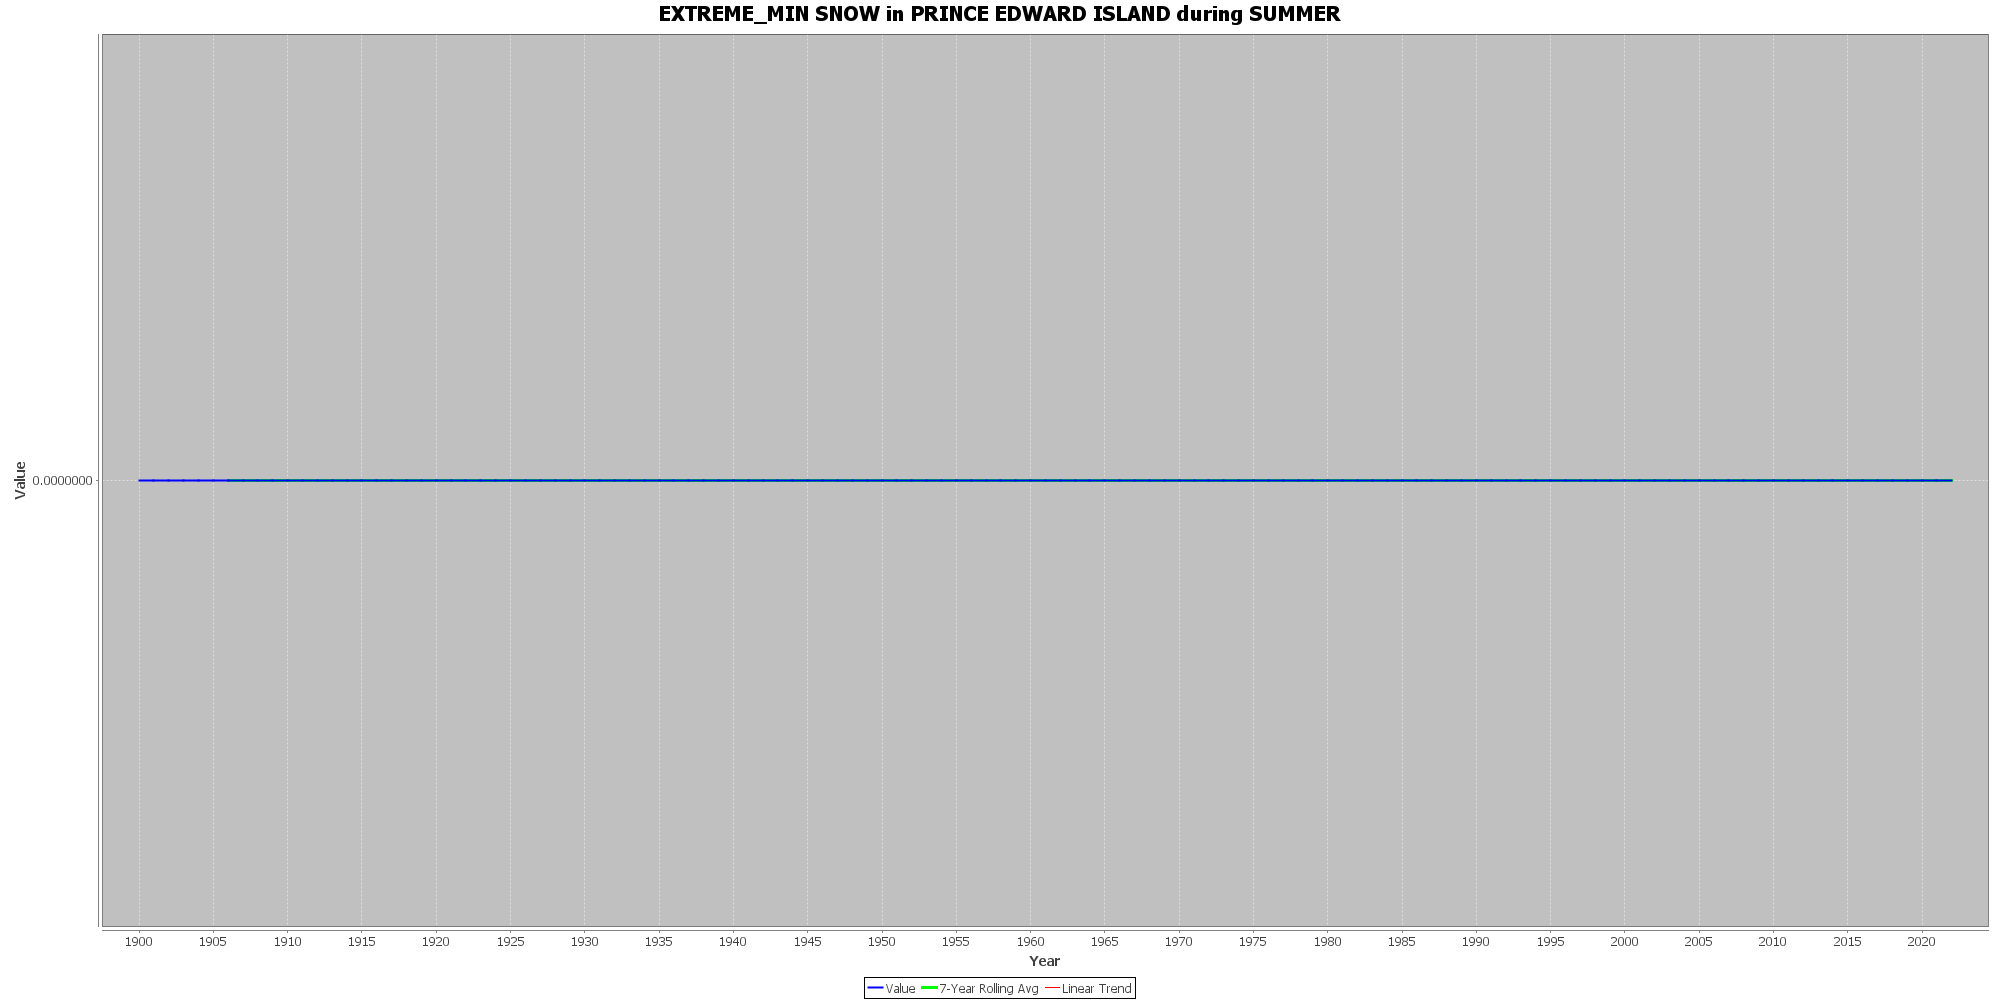 EXTREME_MIN SNOW in PRINCE EDWARD ISLAND during SUMMER
Value
0.0000000
1900 1905 1910 1915 1920 1925 1930 1935 1940 1945 1950 1955 1960 1965 1970 1975 1980 1985 1990 1995 2000 2005 2010 2015 2020
Year
Value 7-Year Rolling Avg Linear Trend